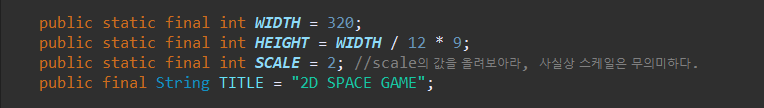 public static final int WIDTH = 320;
public static final int HEIGHT = WIDTH / 12 * 9;
public static final int SCALE = 2; //scale의 값을 올려보아라, 사실상 스케일은 무의미하다.
public final String TITLE = "2D SPACE GAME";